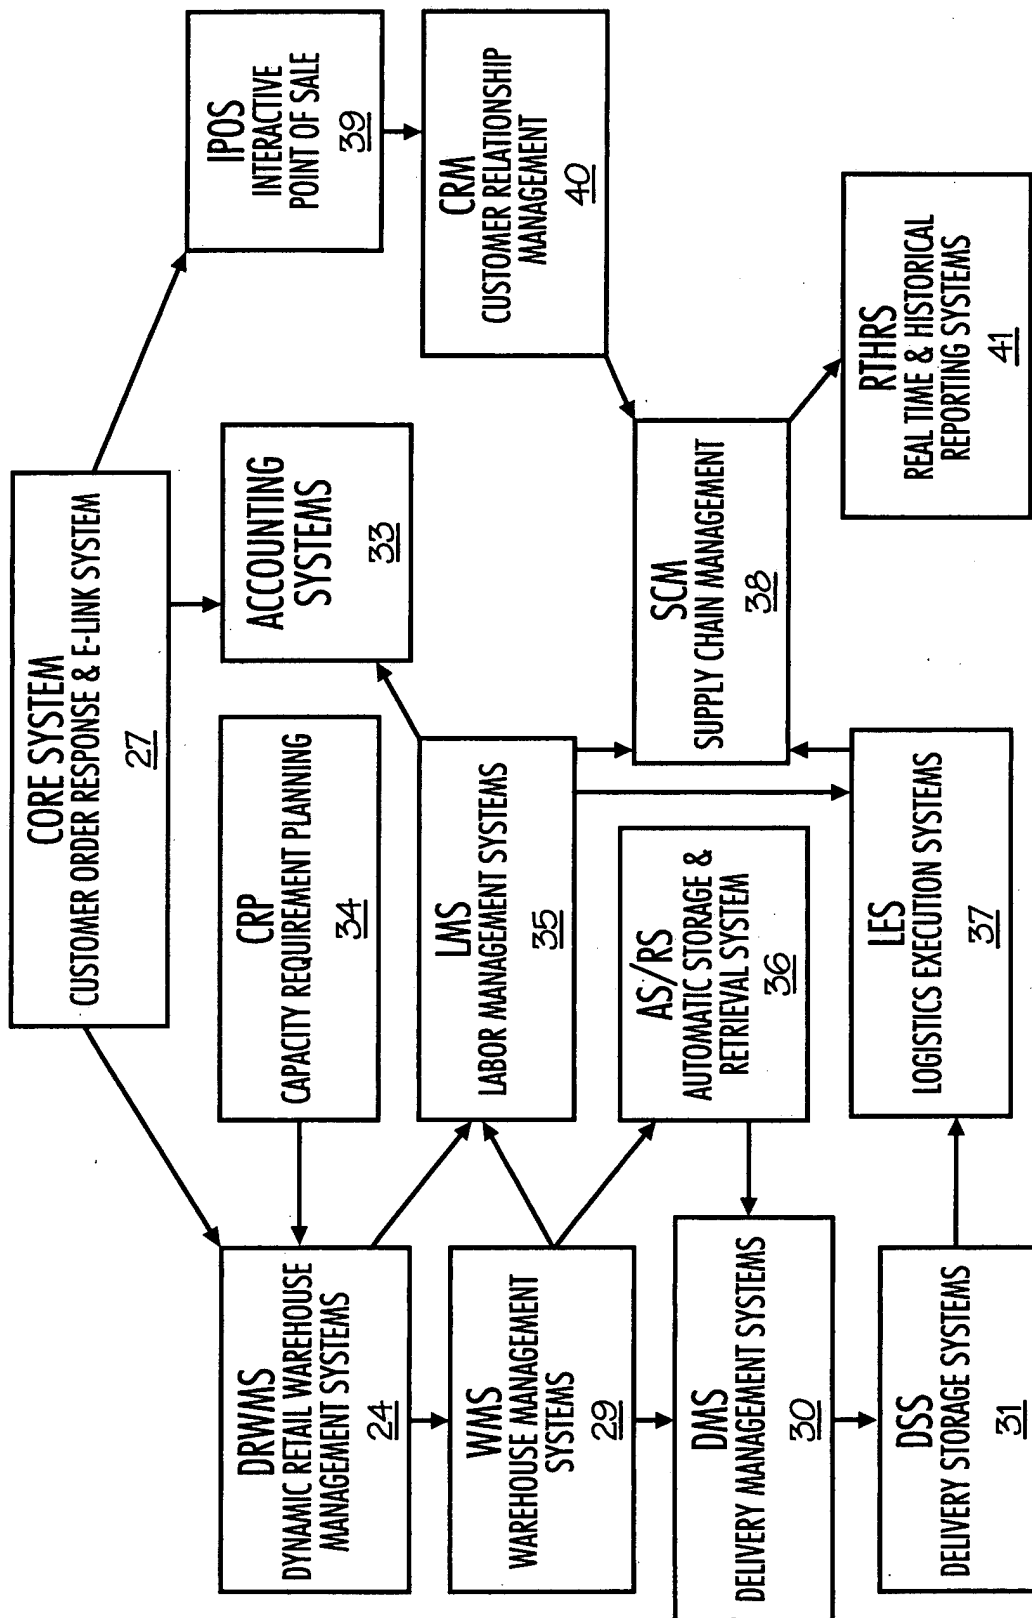 CORE SYSTEM
CUSTOMER ORDER RESPONSE & E-LINK SYSTEM
27
DRWMS
DYNAMIC RETAIL WAREHOUSE
MANAGEMENT SYSTEMS
24
CRP
CAPACITY REQUIREMENT PLANNING
34
ACCOUNTING
SYSTEMS
33
IPOS
INTERACTIVE
POINT OF SALE
39
WMS
WAREHOUSE MANAGEMENT
SYSTEMS
29
LMS
LABOR MANAGEMENT SYSTEMS
35
CRM
CUSTOMER RELATIONSHIP
MANAGEMENT
40
DMS
DELIVERY MANAGEMENT SYSTEMS
30
AS/RS
AUTOMATIC STORAGE &
RETRIEVAL SYSTEM
36
SCM
SUPPLY CHAIN MANAGEMENT
38
DSS
DELIVERY STORAGE SYSTEMS
31
LES
LOGISTICS EXECUTION SYSTEMS
37
RTHRS
REAL TIME & HISTORICAL
REPORTING SYSTEMS
41